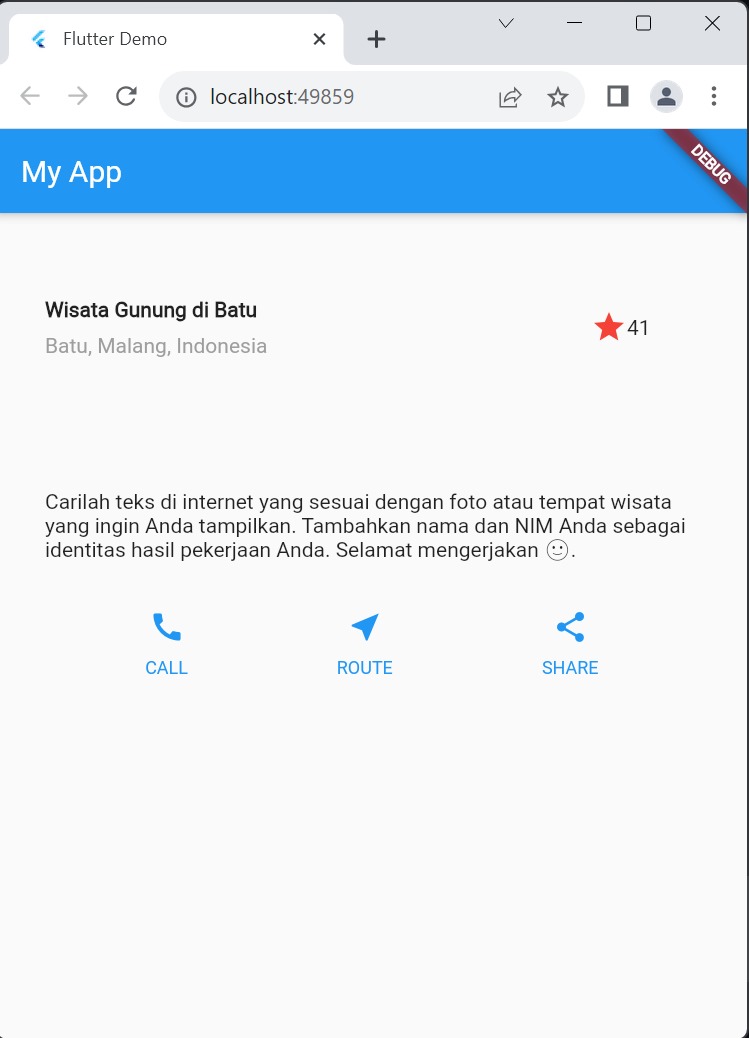 Flutter Demo
localhost:49859
My App
DEBUG
Wisata Gunung di Batu
Batu, Malang, Indonesia
41
Carilah teks di internet yang sesuai dengan foto atau tempat wisata
yang ingin Anda tampilkan. Tambahkan nama dan NIM Anda sebagai
identitas hasil pekerjaan Anda. Selamat mengerjakan 🙂.
CALL
ROUTE
SHARE